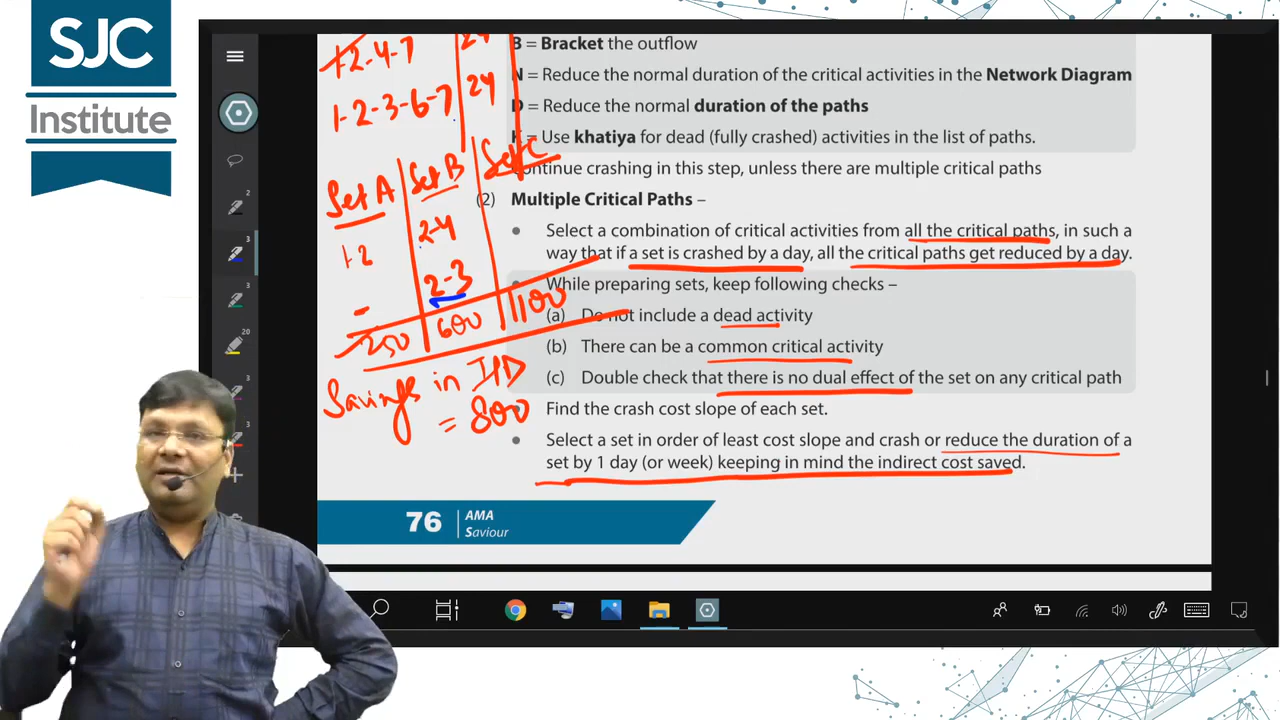 SJC
Institute
B = Bracket the outflow
N = Reduce the normal duration of the critical activities in the Network Diagram
D = Reduce the normal duration of the paths
K = Use khatiya for dead (fully crashed) activities in the list of paths.
Continue crashing in this step, unless there are multiple critical paths
(2) Multiple Critical Paths –
• Select a combination of critical activities from all the critical paths, in such a
way that if a set is crashed by a day, all the critical paths get reduced by a day.
• While preparing sets, keep following checks –
(a) Do not include a dead activity
(b) There can be a common critical activity
(c) Double check that there is no dual effect of the set on any critical path
Find the crash cost slope of each set.
• Select a set in order of least cost slope and crash or reduce the duration of a
set by 1 day (or week) keeping in mind the indirect cost saved.
1-2-4-7 24
1-2-3-6-7 24
Set A Set B Set C
1-2 2-4
- 2-3
250 600 1100
Savings in
= 800
76 AMA
Saviour
2
3
3
3
20